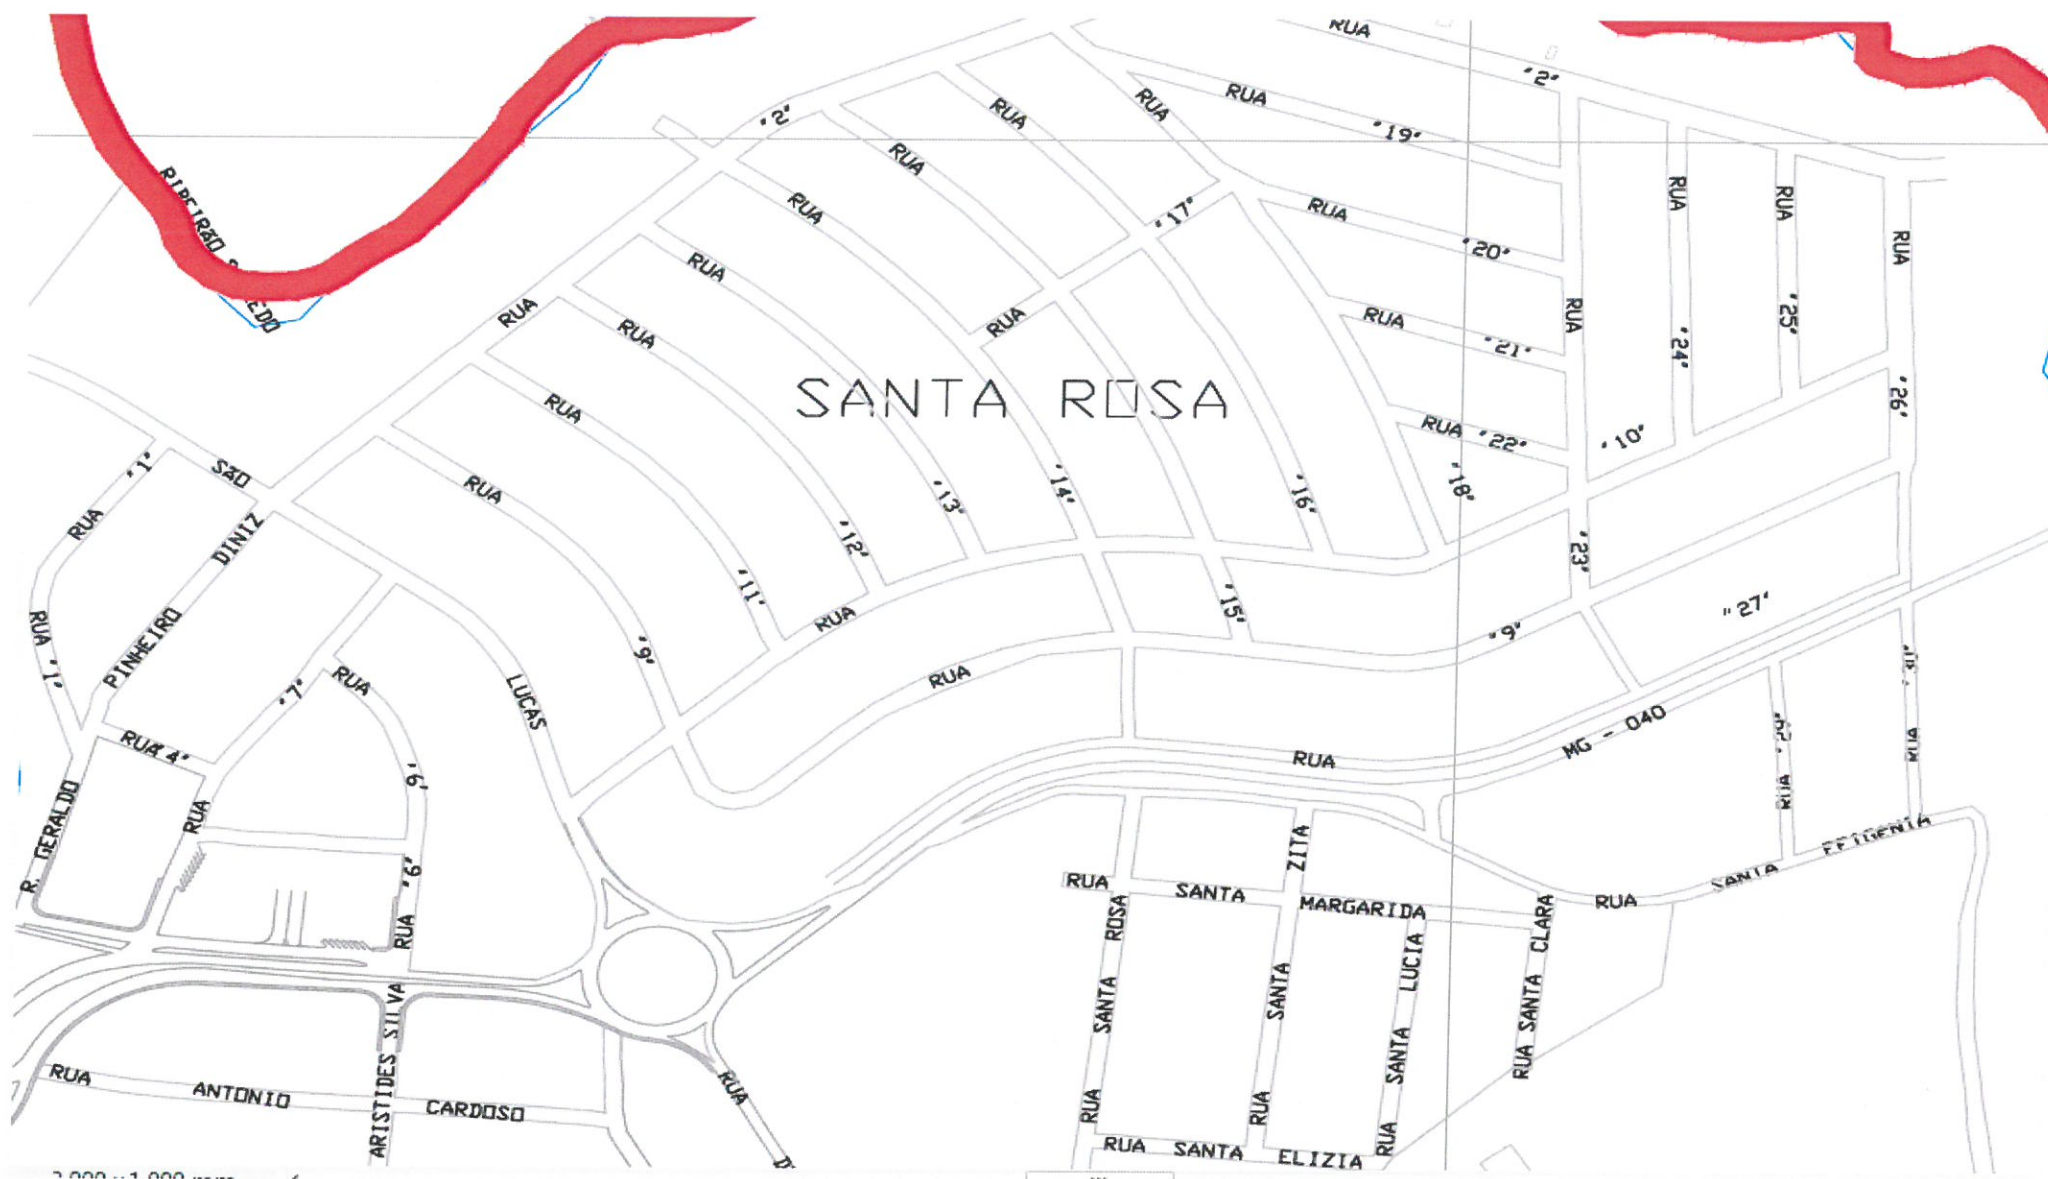 RUA "2"
RUA "2"
RUA "19"
RUA
RUA
RUA
RUA "17"
RUA "20"
RUA "21"
RUA "22"
RUA "18"
RUA "23"
RUA "24"
RUA "25"
RUA "26"
"10"
RUA
RUA
RUA
RUA
RUA
RUA
SANTA ROSA
"9"
"11"
"12"
"13"
"14"
"15"
"16"
RUA
RUA "9"
"27"
RUA
MG - 040
SÃO LUCAS
RUA "1"
RUA "1"
PINHEIRO DINIZ
R. GERALDO
RUA "4"
RUA "7"
RUA "6"
RUA "6"
RUA "29"
RUA
RUA SANTA EFIGENIA
RUA SANTA MARGARIDA
RUA SANTA ROSA
RUA SANTA ZITA
RUA SANTA LUCIA
RUA SANTA CLARA
RUA SANTA ELIZIA
RUA ANTONIO CARDOSO
ARISTIDES SILVA
RUA